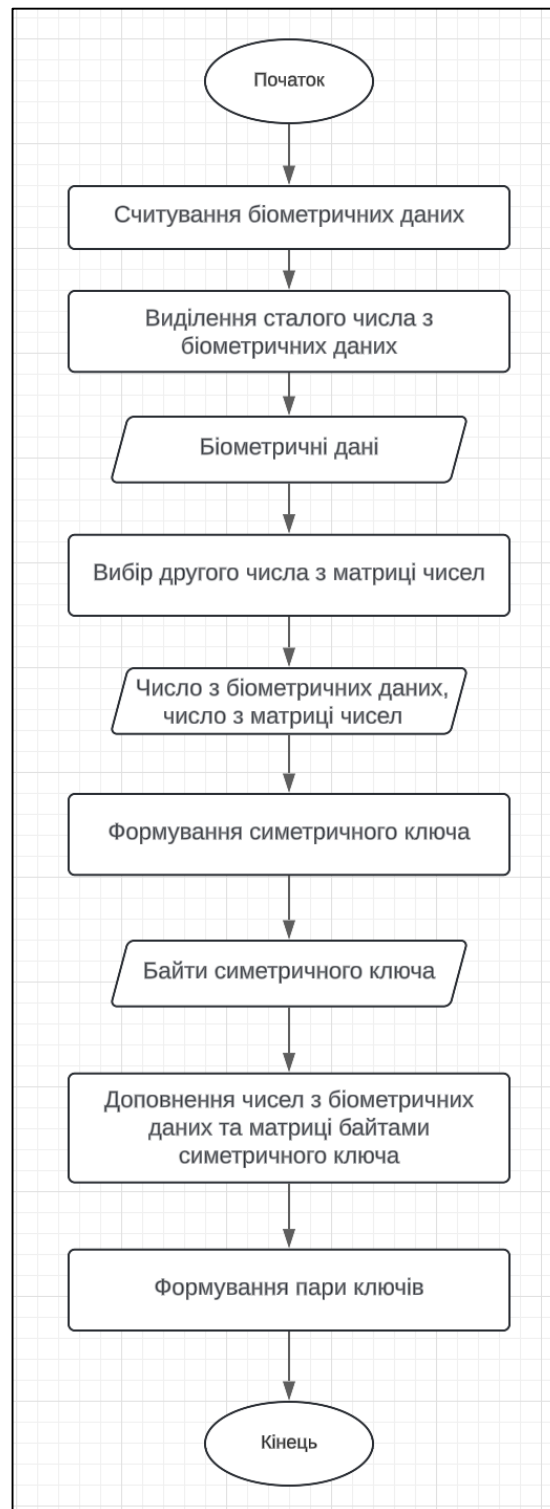 Початок
Считування біометричних даних
Виділення сталого числа з
біометричних даних
Біометричні дані
Вибір другого числа з матриці чисел
Число з біометричних даних,
число з матриці чисел
Формування симетричного ключа
Байти симетричного ключа
Доповнення чисел з біометричних
даних та матриці байтами
симетричного ключа
Формування пари ключів
Кінець